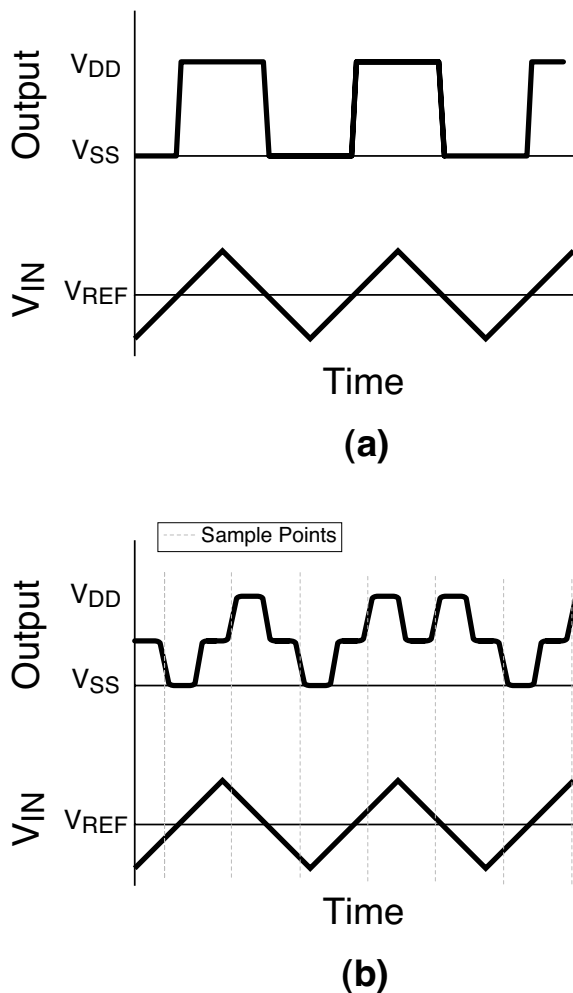 Output
VDD
VSS
VIN
VREF
Time
(a)
Sample Points
Output
VDD
VSS
VIN
VREF
Time
(b)